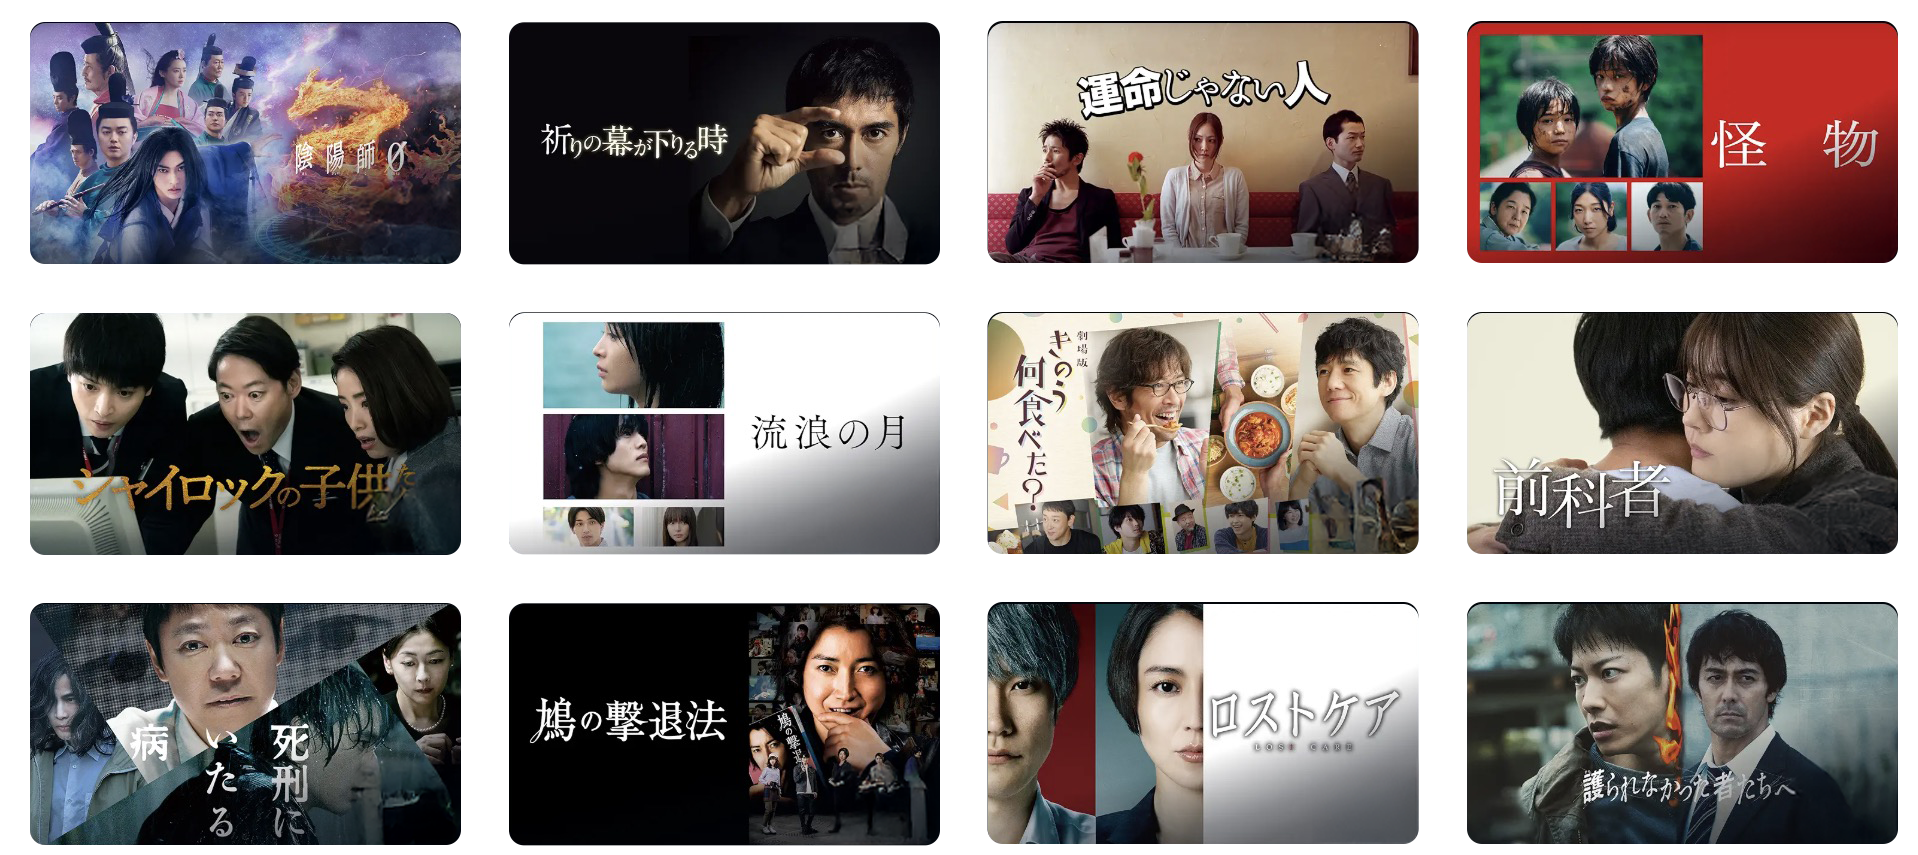 陰陽師0
祈りの幕が下りる時
運命じゃない人
怪物
シャイロックの子供た
流浪の月
劇場版
きのう
何食べた?
前科者
死刑に
いたる
病
鳩の撃退法
鳩の撃退
ロストケア
LOST CARE
護られなかった者たちへ